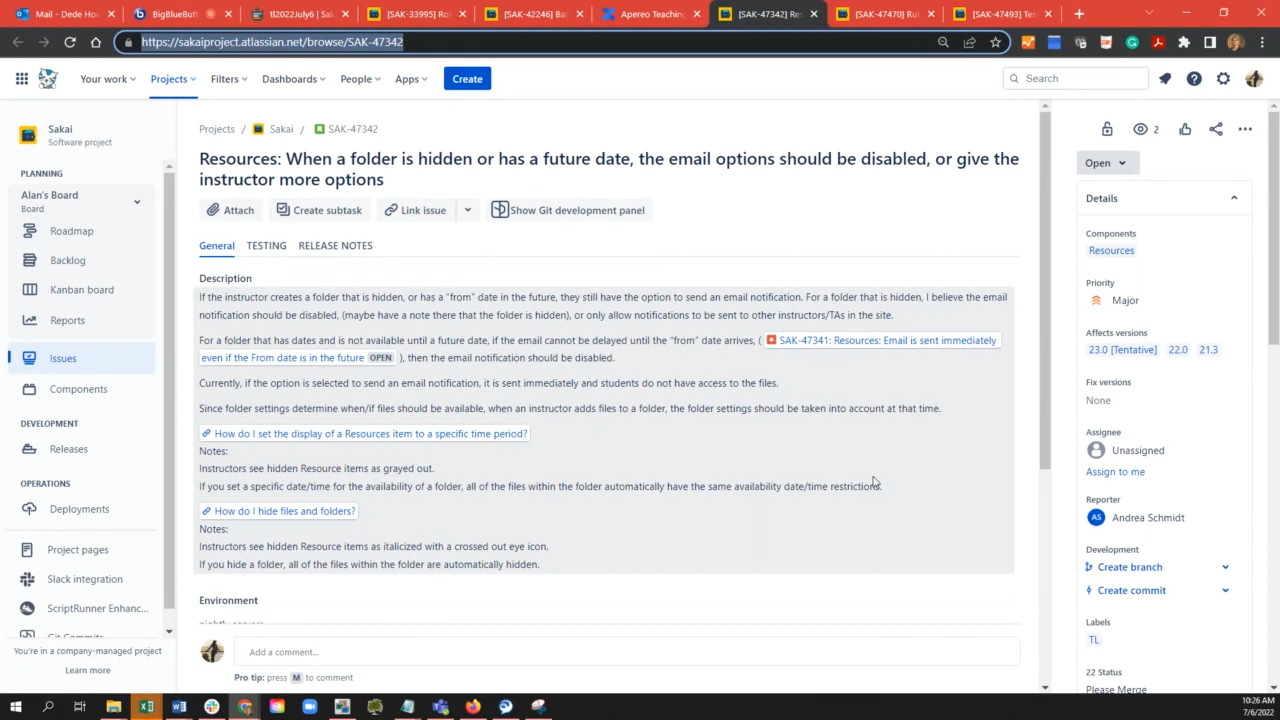 Mail - Dede Hou
BigBlueButt
tl2022July6 | Sak
[SAK-33995] Rol
[SAK-42246] Bac
Apereo Teaching
[SAK-47342] Res
[SAK-47470] Rub
[SAK-47493] Tes
https://sakaiproject.atlassian.net/browse/SAK-47342
Your work
Projects
Filters
Dashboards
People
Apps
Create
Search
Sakai
Software project
PLANNING
Alan's Board
Board
Roadmap
Backlog
Kanban board
Reports
Issues
Components
DEVELOPMENT
Releases
OPERATIONS
Deployments
Project pages
Slack integration
ScriptRunner Enhanc...
Git Commits
You're in a company-managed project
Learn more
Projects / Sakai / SAK-47342
Resources: When a folder is hidden or has a future date, the email options should be disabled, or give the
instructor more options
Attach
Create subtask
Link issue
Show Git development panel
General
TESTING
RELEASE NOTES
Description
If the instructor creates a folder that is hidden, or has a "from" date in the future, they still have the option to send an email notification. For a folder that is hidden, I believe the email
notification should be disabled, (maybe have a note there that the folder is hidden), or only allow notifications to be sent to other instructors/TAs in the site.
For a folder that has dates and is not available until a future date, if the email cannot be delayed until the "from" date arrives, ( SAK-47341: Resources: Email is sent immediately
even if the From date is in the future OPEN ), then the email notification should be disabled.
Currently, if the option is selected to send an email notification, it is sent immediately and students do not have access to the files.
Since folder settings determine when/if files should be available, when an instructor adds files to a folder, the folder settings should be taken into account at that time.
How do I set the display of a Resources item to a specific time period?
Notes:
Instructors see hidden Resource items as grayed out.
If you set a specific date/time for the availability of a folder, all of the files within the folder automatically have the same availability date/time restrictions.
How do I hide files and folders?
Notes:
Instructors see hidden Resource items as italicized with a crossed out eye icon.
If you hide a folder, all of the files within the folder are automatically hidden.
Environment
nightly servers
Add a comment...
Pro tip: press M to comment
2
Open
Details
Components
Resources
Priority
Major
Affects versions
23.0 [Tentative] 22.0 21.3
Fix versions
None
Assignee
Unassigned
Assign to me
Reporter
AS Andrea Schmidt
Development
Create branch
Create commit
Labels
TL
22 Status
Please Merge
10:26 AM
7/6/2022